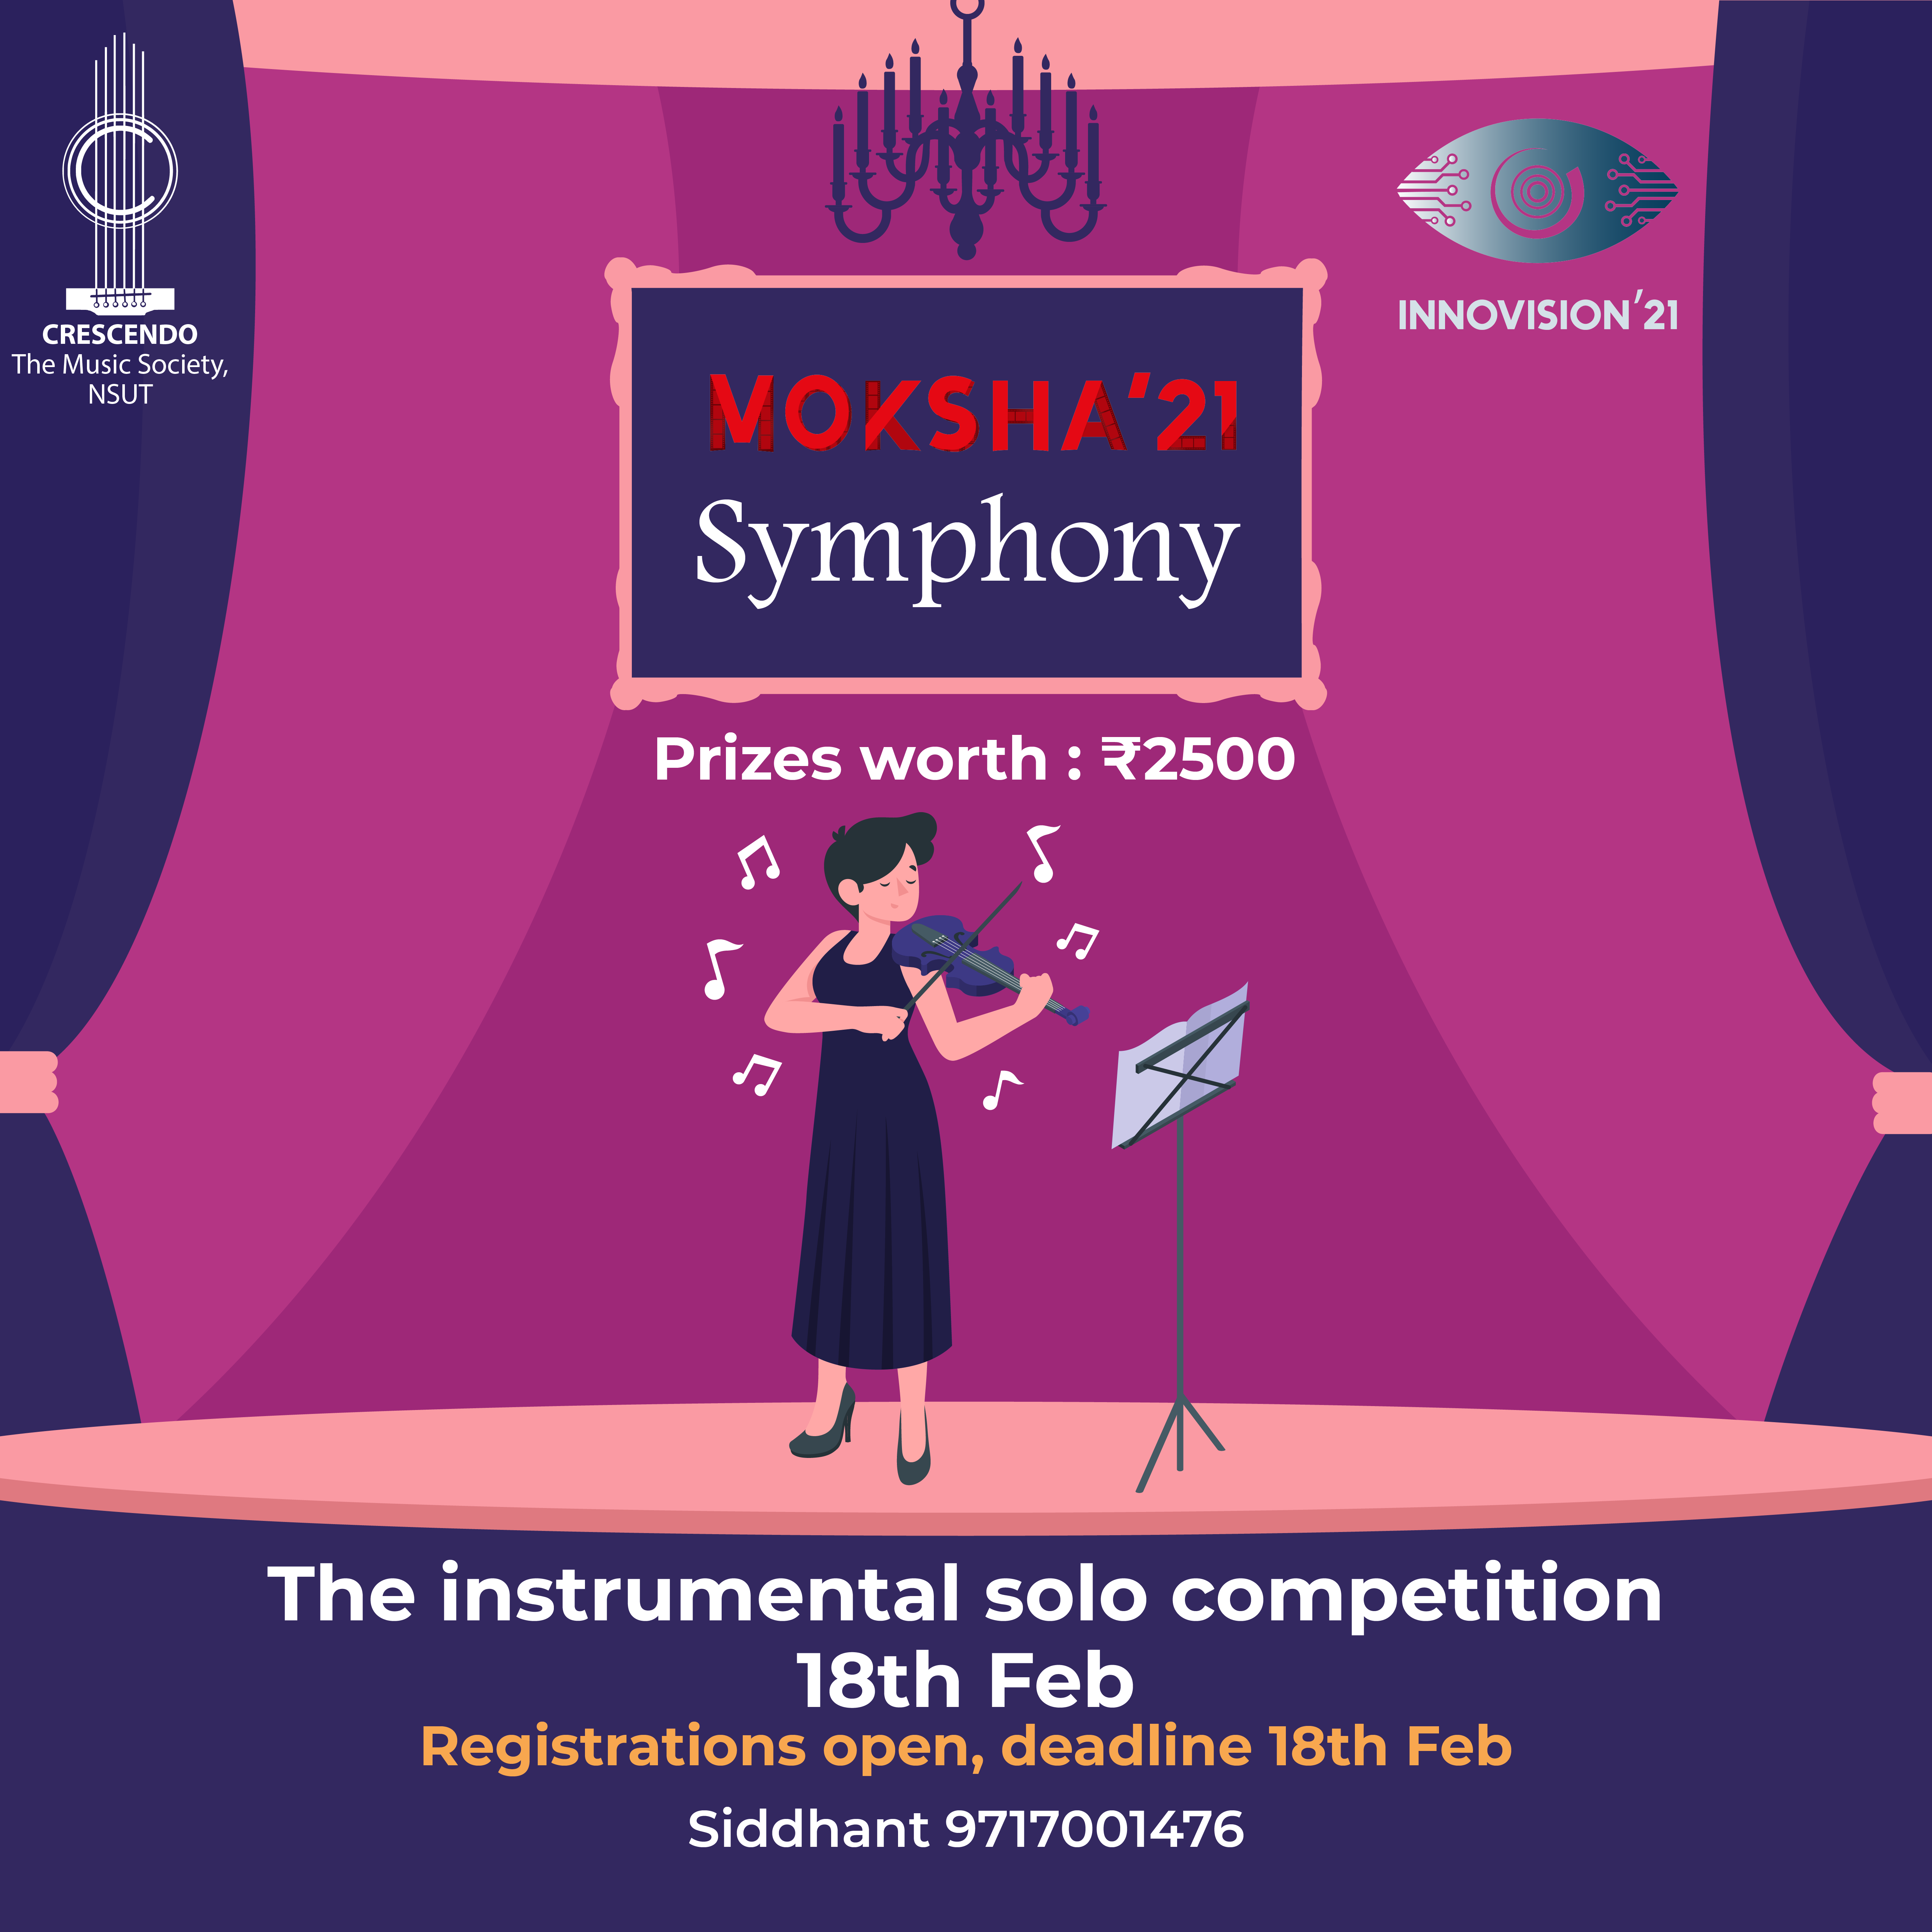 CRESCENDO
The Music Society,
NSUT
INNOVISION'21
MOKSHA'21
Symphony
Prizes worth : ₹2500
The instrumental solo competition
18th Feb
Registrations open, deadline 18th Feb
Siddhant 9717001476